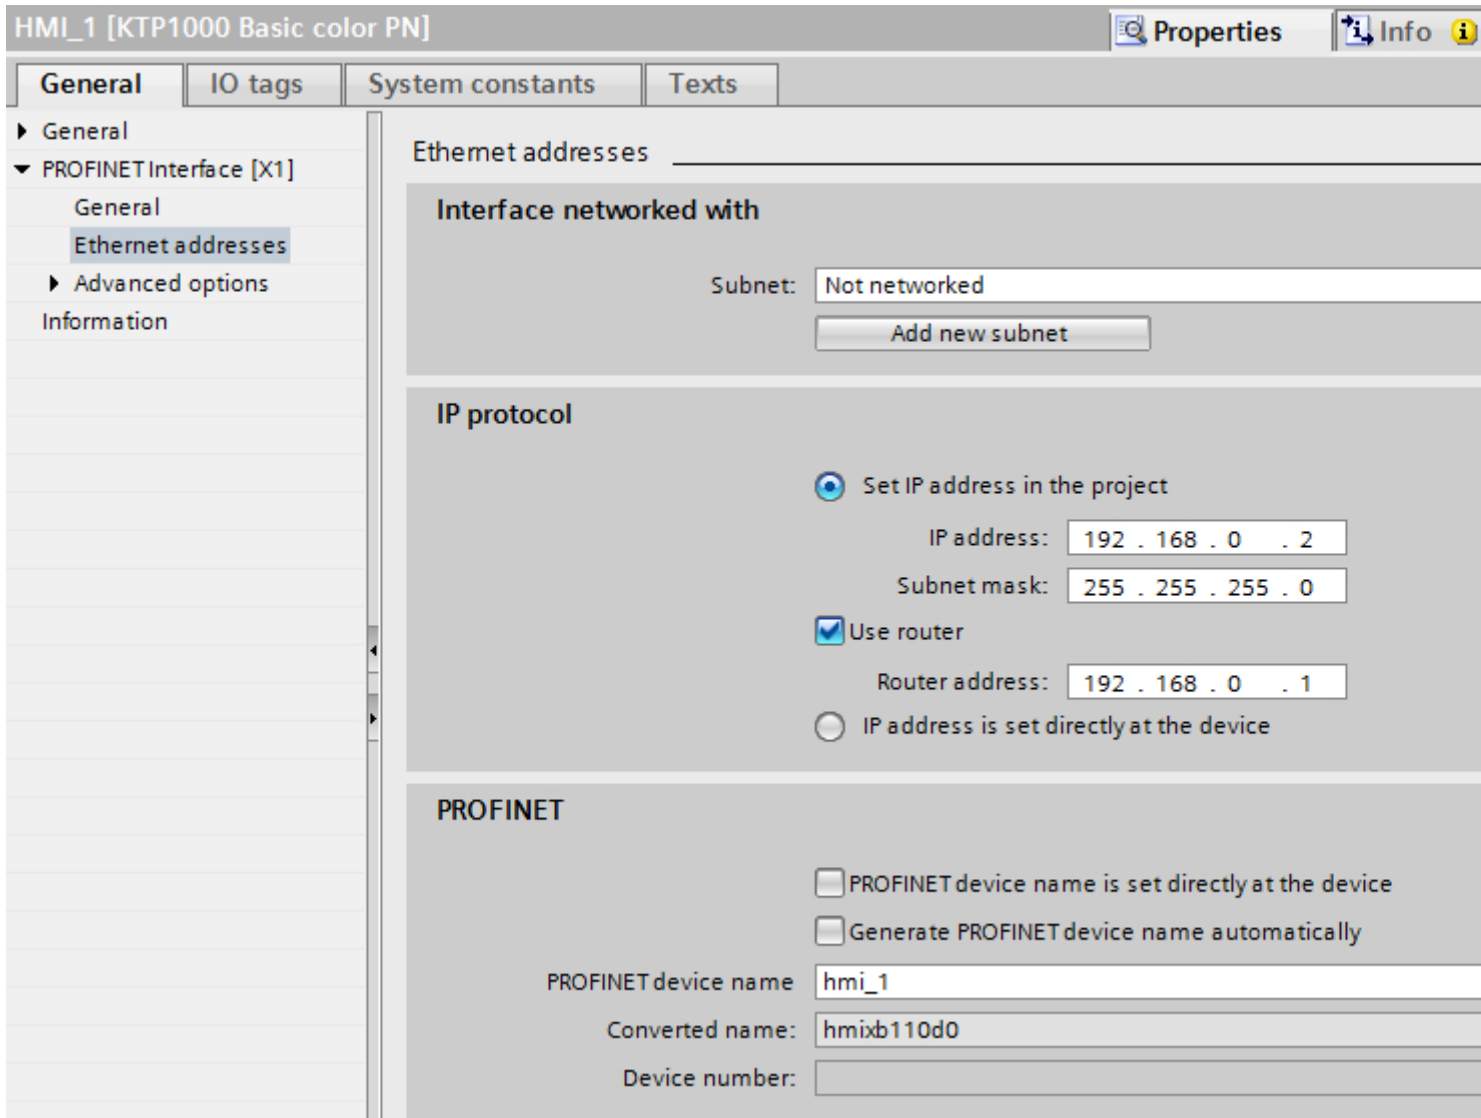 HMI_1 [KTP1000 Basic color PN]
Properties
Info
General
IO tags
System constants
Texts
General
PROFINET Interface [X1]
General
Ethernet addresses
Advanced options
Information
Ethernet addresses
Interface networked with
Subnet: Not networked
Add new subnet
IP protocol
Set IP address in the project
IP address: 192 . 168 . 0 . 2
Subnet mask: 255 . 255 . 255 . 0
Use router
Router address: 192 . 168 . 0 . 1
IP address is set directly at the device
PROFINET
PROFINET device name is set directly at the device
Generate PROFINET device name automatically
PROFINET device name hmi_1
Converted name: hmixb110d0
Device number: